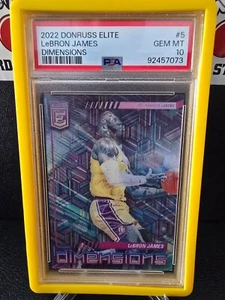 2022 DONRUSS ELITE #5
LeBRON JAMES GEM MT
DIMENSIONS 10
PSA 92457073
LeBRON JAMES
DIMENSIONS